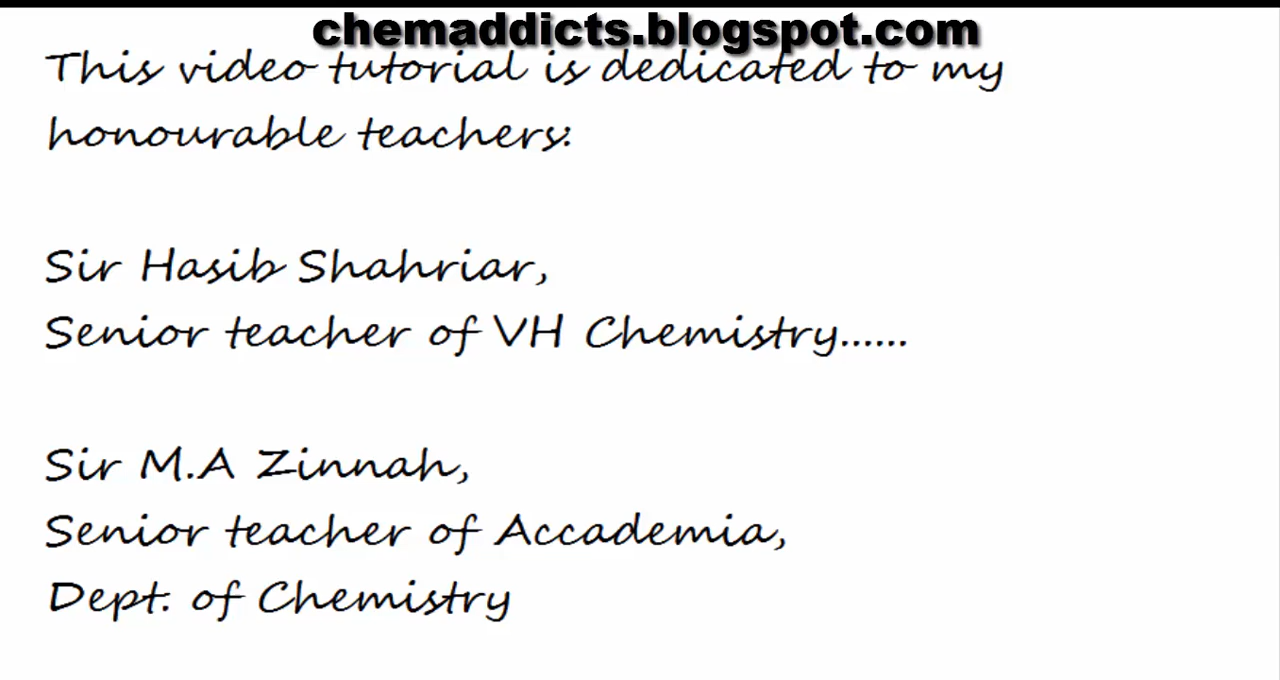 chemaddicts.blogspot.com
This video tutorial is dedicated to my
honourable teachers:
Sir Hasib Shahriar,
Senior teacher of VH Chemistry......
Sir M.A Zinnah,
Senior teacher of Accademia,
Dept. of Chemistry